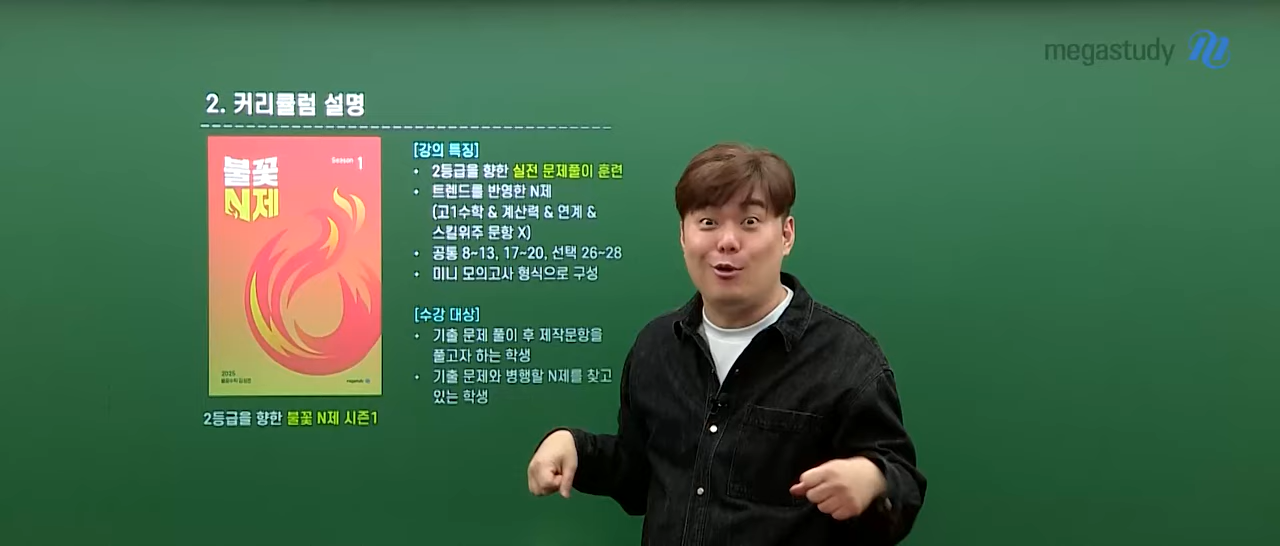 megastudy
2. 커리큘럼 설명
불꽃
N제
Season 1
2025
megastudy
2등급을 향한 불꽃 N제 시즌1
[강의 특징]
• 2등급을 향한 실전 문제풀이 훈련
• 트렌드를 반영한 N제
(고1수학 & 계산력 & 연계 &
스킬위주 문항 X)
• 공통 8~13, 17~20, 선택 26~28
• 미니 모의고사 형식으로 구성
[수강 대상]
• 기출 문제 풀이 후 제작문항을
풀고자 하는 학생
• 기출 문제와 병행할 N제를 찾고
있는 학생